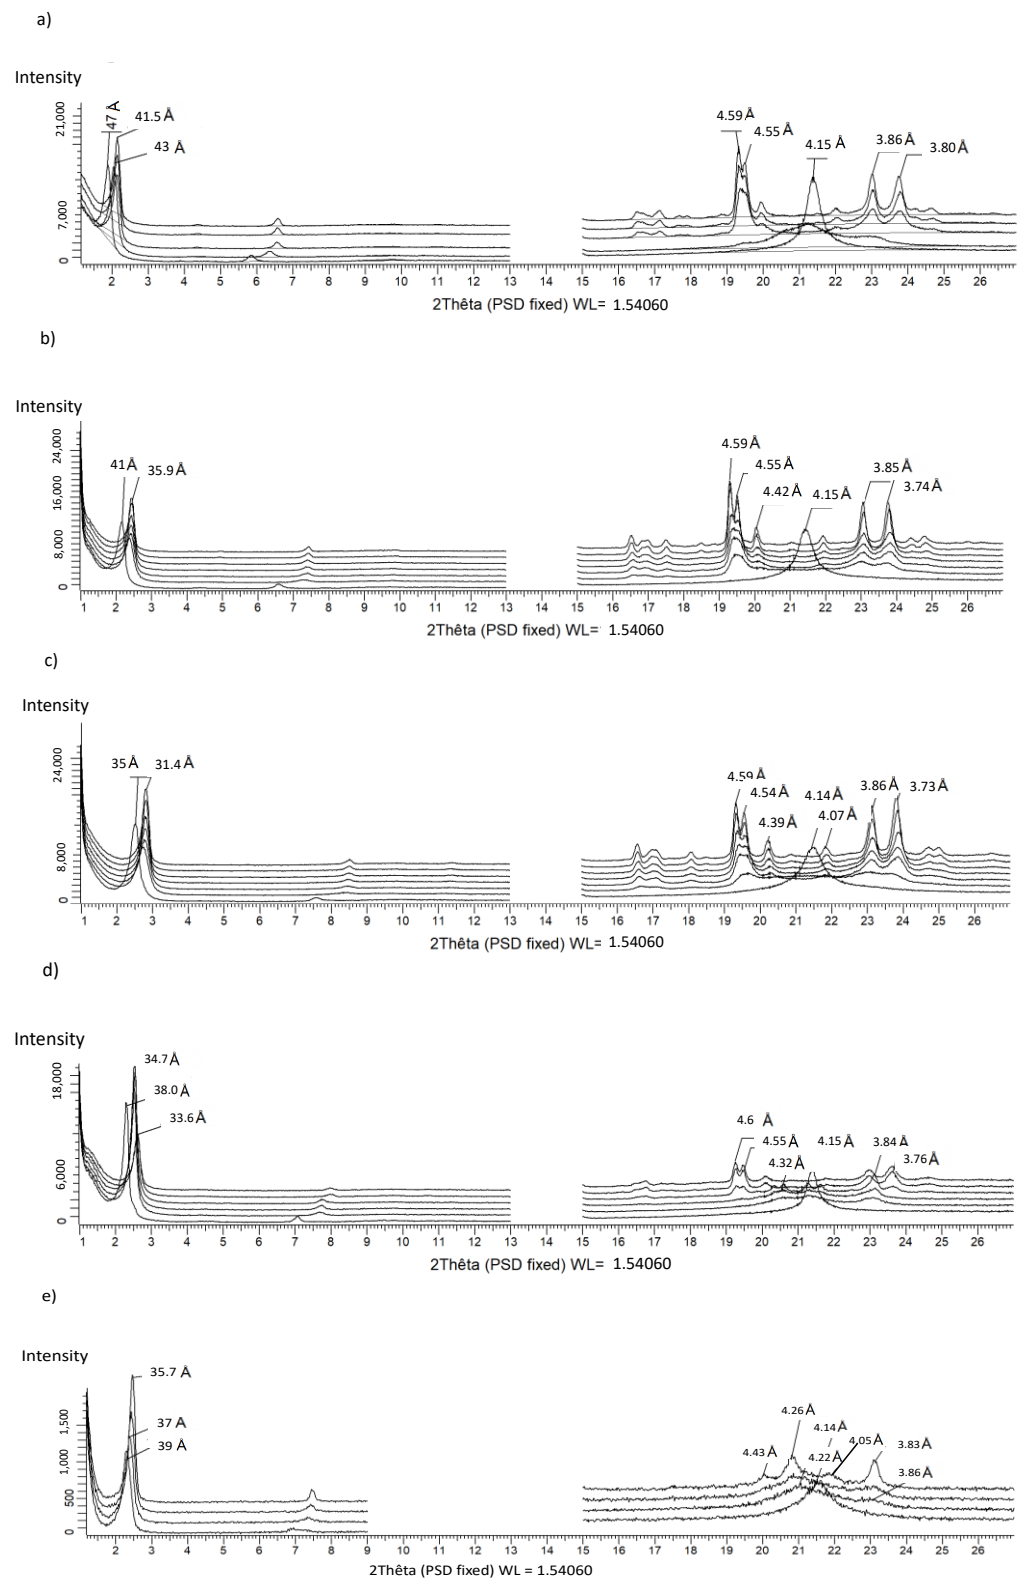 a)
Intensity
21,000
7,000
0
47 Å
41.5 Å
43 Å
4.59 Å
4.55 Å
4.15 Å
3.86 Å
3.80 Å
2 3 4 5 6 7 8 9 10 11 12 13 14 15 16 17 18 19 20 21 22 23 24 25 26
2Thêta (PSD fixed) WL= 1.54060
b)
Intensity
24,000
16,000
8,000
0
41 Å
35.9 Å
4.59 Å
4.55 Å
4.42 Å
4.15 Å
3.85 Å
3.74 Å
1 2 3 4 5 6 7 8 9 10 11 12 13 14 15 16 17 18 19 20 21 22 23 24 25 26
2Thêta (PSD fixed) WL= 1.54060
c)
Intensity
24,000
8,000
0
35 Å
31.4 Å
4.59 Å
4.54 Å
4.39 Å
4.14 Å
4.07 Å
3.86 Å
3.73 Å
1 2 3 4 5 6 7 8 9 10 11 12 13 14 15 16 17 18 19 20 21 22 23 24 25 26
2Thêta (PSD fixed) WL= 1.54060
d)
Intensity
18,000
6,000
0
34.7 Å
38.0 Å
33.6 Å
4.6 Å
4.55 Å
4.32 Å
4.15 Å
3.84 Å
3.76 Å
1 2 3 4 5 6 7 8 9 10 11 12 13 14 15 16 17 18 19 20 21 22 23 24 25 26
2Thêta (PSD fixed) WL= 1.54060
e)
Intensity
1,500
1,000
500
0
35.7 Å
37 Å
39 Å
4.43 Å
4.26 Å
4.14 Å
4.22 Å
4.05 Å
3.83 Å
3.86 Å
2 3 4 5 6 7 8 9 10 11 12 13 14 15 16 17 18 19 20 21 22 23 24 25 26
2Thêta (PSD fixed) WL = 1.54060